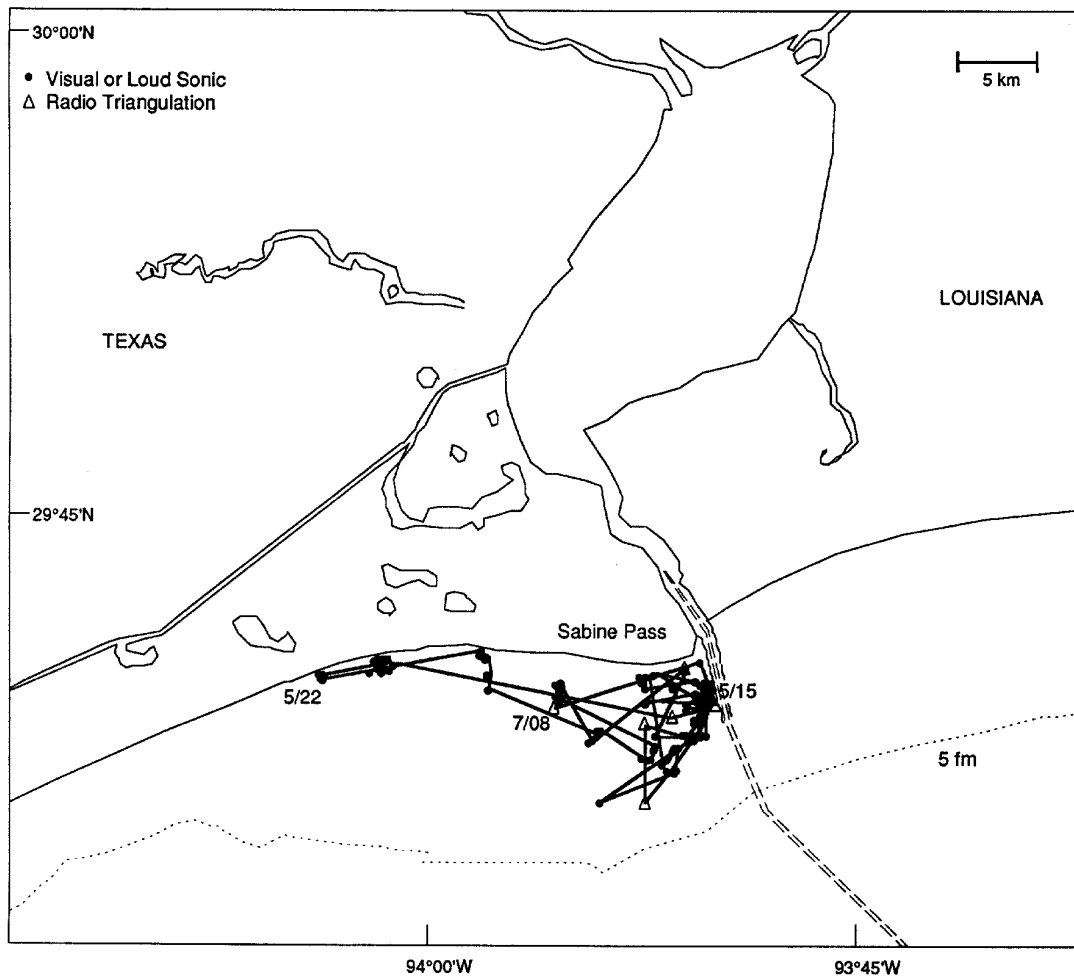 30°00'N
Visual or Loud Sonic
5 km
Radio Triangulation
LOUISIANA
TEXAS
29°45'N
Sabine Pass
5/22
5/15
7/08
5 fm
94°00'W
93°45'W